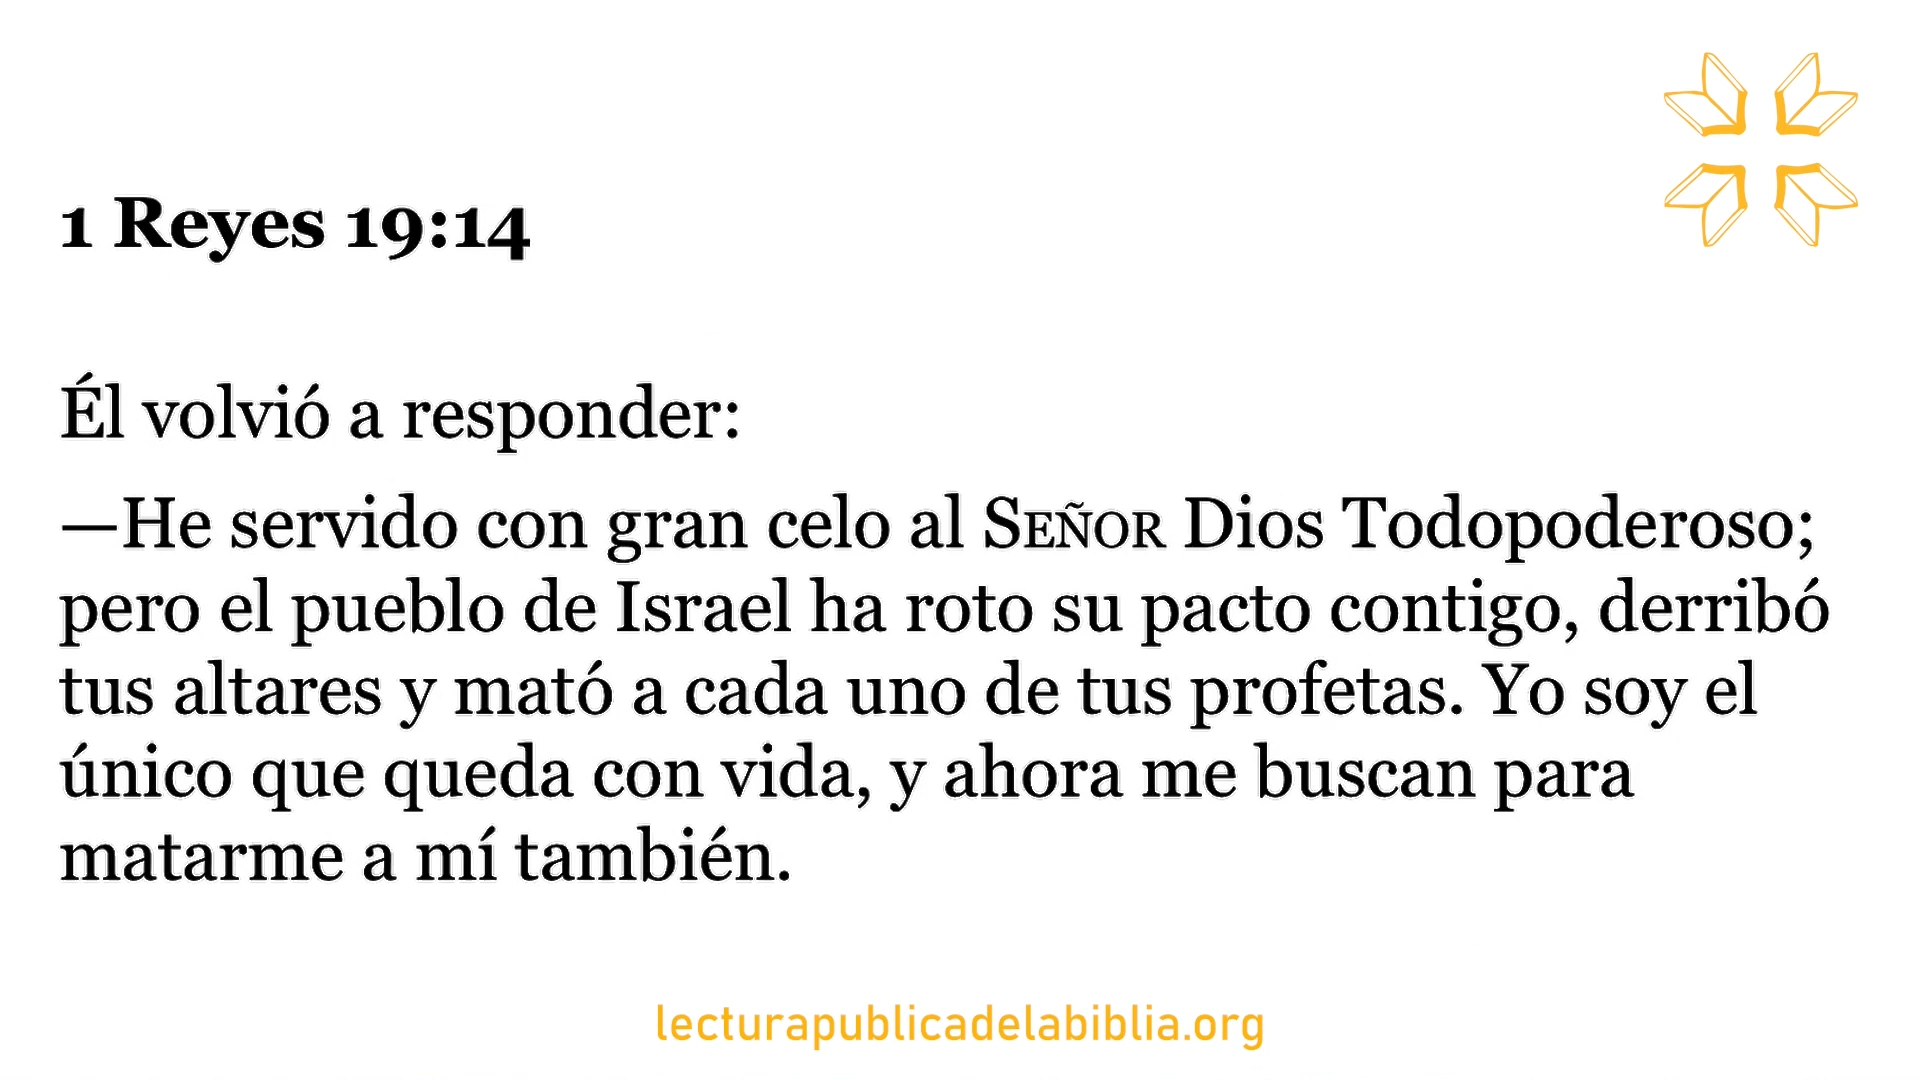 1 Reyes 19:14
Él volvió a responder:
—He servido con gran celo al SEÑOR Dios Todopoderoso;
pero el pueblo de Israel ha roto su pacto contigo, derribó
tus altares y mató a cada uno de tus profetas. Yo soy el
único que queda con vida, y ahora me buscan para
matarme a mí también.
lecturapublicadelabiblia.org